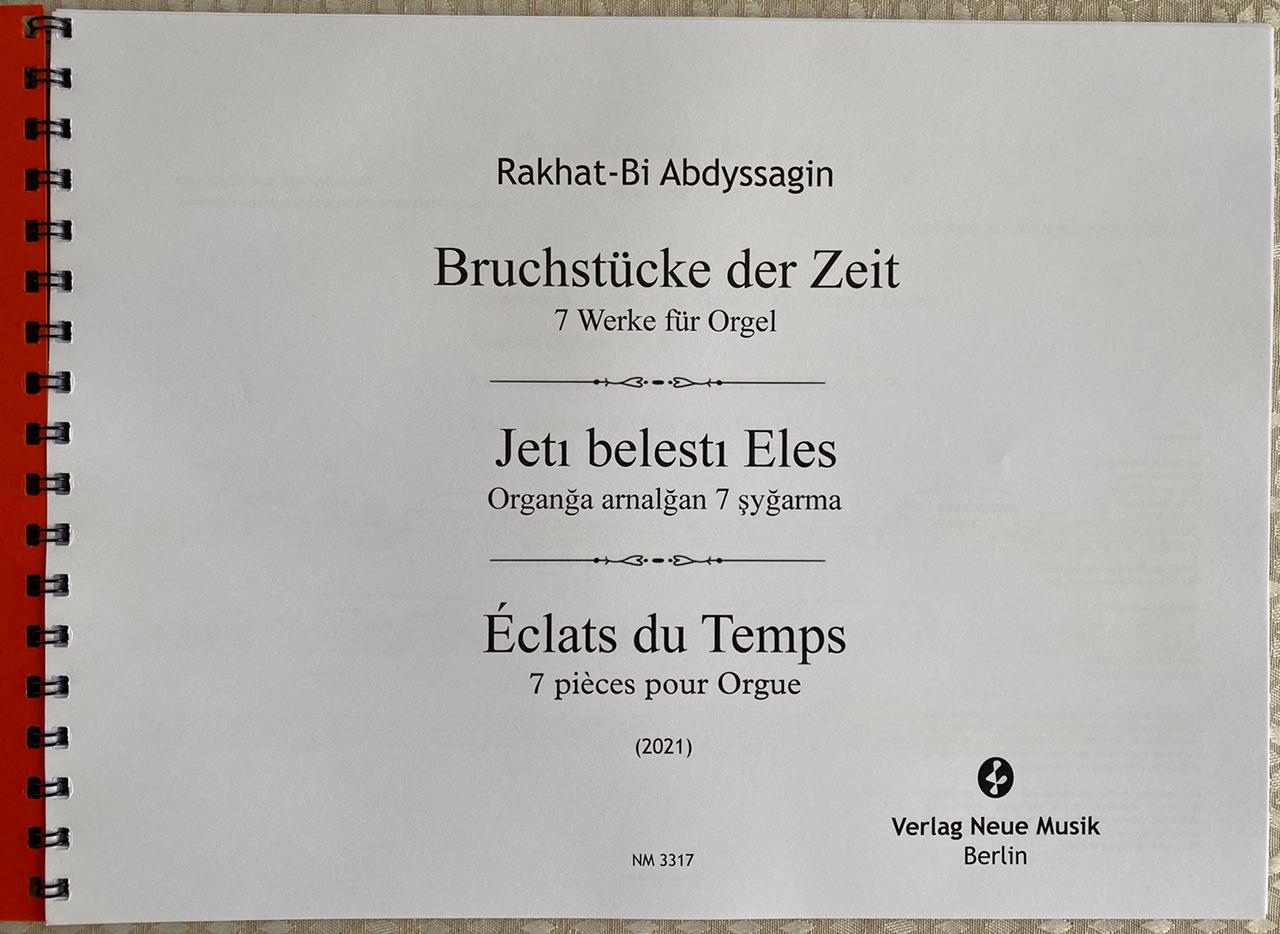 Rakhat-Bi Abdyssagin
Bruchstücke der Zeit
7 Werke für Orgel
Jetı belestı Eles
Organğa arnalğan 7 şyğarma
Éclats du Temps
7 pièces pour Orgue
(2021)
Verlag Neue Musik
Berlin
NM 3317